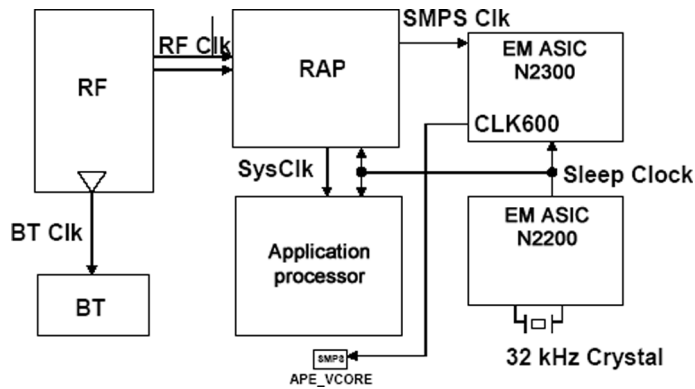 SMPS Clk
RF Clk
EM ASIC
N2300
RF
RAP
CLK600
SysClk
Sleep Clock
EM ASIC
N2200
BT Clk
Application
processor
BT
SMPS
APE_VCORE
32 kHz Crystal